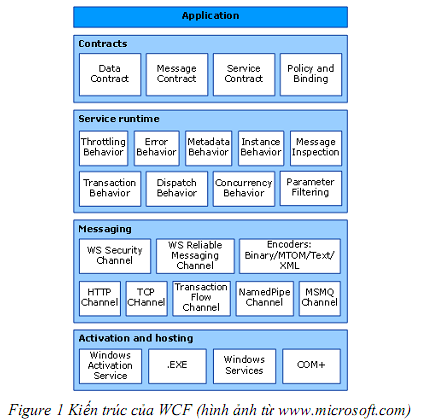 Application
Contracts
Data
Contract
Message
Contract
Service
Contract
Policy and
Binding
Service runtime
Throttling
Behavior
Error
Behavior
Metadata
Behavior
Instance
Behavior
Message
Inspection
Transaction
Behavior
Dispatch
Behavior
Concurrency
Behavior
Parameter
Filtering
Messaging
WS Security
Channel
WS Reliable
Messaging
Channel
Encoders:
Binary/MTOM/Text/
XML
HTTP
Channel
TCP
CHannel
Transaction
Flow
Channel
NamedPipe
Channel
MSMQ
Channel
Activation and hosting
Windows
Activation
Service
.EXE
Windows
Services
COM+
Figure 1 Kiến trúc của WCF (hình ảnh từ www.microsoft.com)